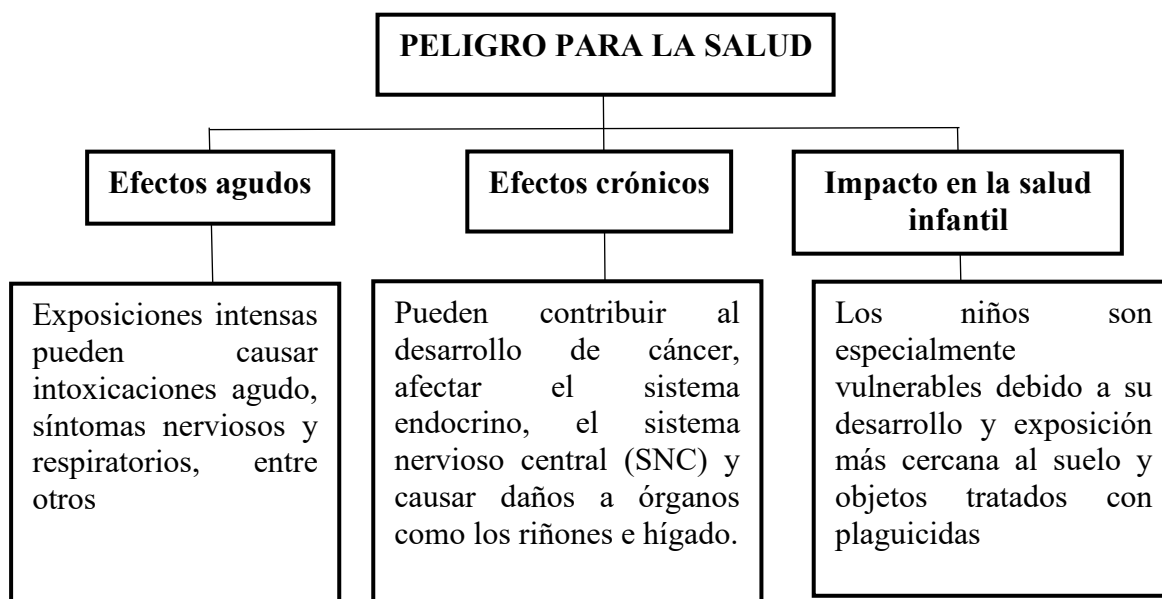 PELIGRO PARA LA SALUD
Efectos agudos
Exposiciones intensas
pueden causar
intoxicaciones agudo,
síntomas nerviosos y
respiratorios, entre
otros
Efectos crónicos
Pueden contribuir al
desarrollo de cáncer,
afectar el sistema
endocrino, el sistema
nervioso central (SNC) y
causar daños a órganos
como los riñones e hígado.
Impacto en la salud
infantil
Los niños son
especialmente
vulnerables debido a su
desarrollo y exposición
más cercana al suelo y
objetos tratados con
plaguicidas